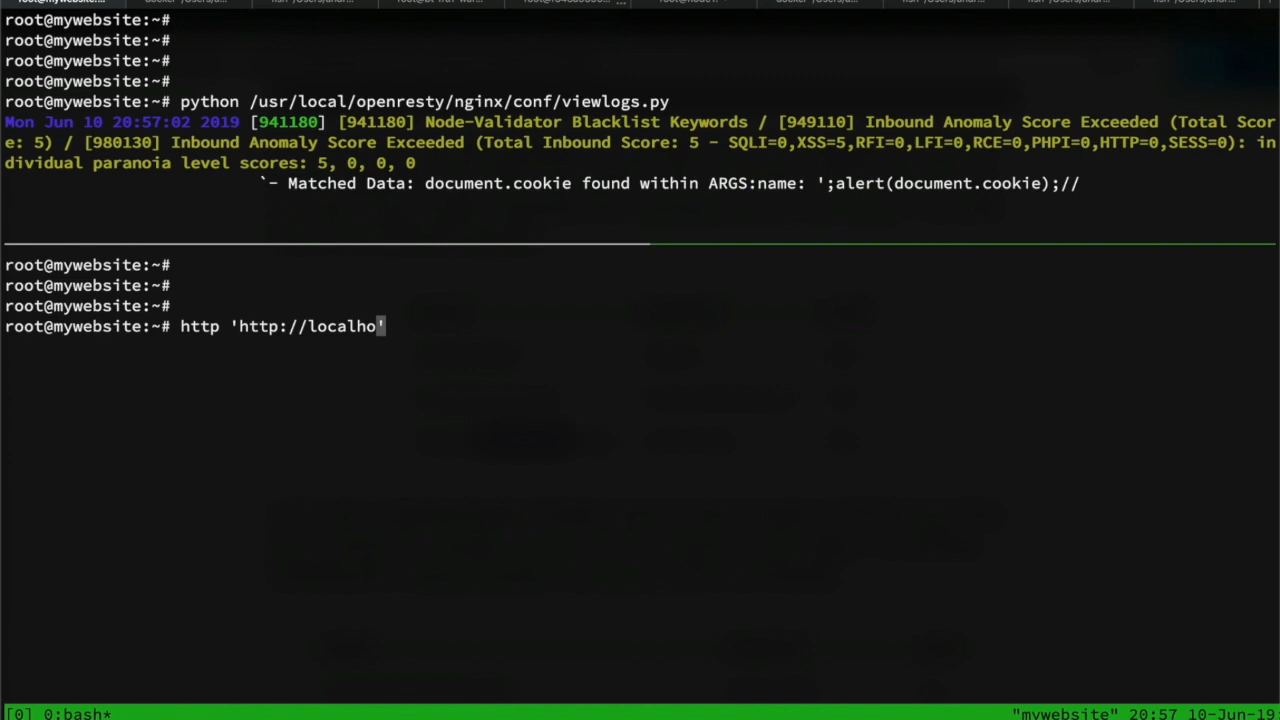 root@mywebsite:~#
root@mywebsite:~#
root@mywebsite:~#
root@mywebsite:~#
root@mywebsite:~# python /usr/local/openresty/nginx/conf/viewlogs.py
Mon Jun 10 20:57:02 2019 [941180] [941180] Node-Validator Blacklist Keywords / [949110] Inbound Anomaly Score Exceeded (Total Scor
e: 5) / [980130] Inbound Anomaly Score Exceeded (Total Inbound Score: 5 - SQLI=0,XSS=5,RFI=0,LFI=0,RCE=0,PHPI=0,HTTP=0,SESS=0): in
dividual paranoia level scores: 5, 0, 0, 0
`- Matched Data: document.cookie found within ARGS:name: ';alert(document.cookie);//
root@mywebsite:~#
root@mywebsite:~#
root@mywebsite:~#
root@mywebsite:~# http 'http://localho'
[0] 0:bash* "mywebsite" 20:57 10-Jun-19